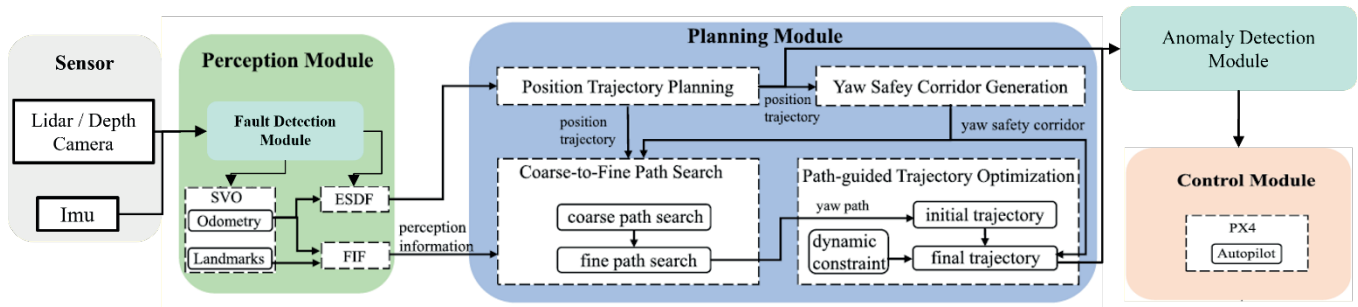 Sensor
Lidar / Depth
Camera
Imu
Perception Module
Fault Detection
Module
SVO
Odometry
Landmarks
ESDF
FIF
perception
information
Planning Module
Position Trajectory Planning
position
trajectory
Yaw Safey Corridor Generation
position
trajectory
yaw safety corridor
Coarse-to-Fine Path Search
coarse path search
fine path search
yaw path
Path-guided Trajectory Optimization
initial trajectory
dynamic
constraint
final trajectory
Anomaly Detection
Module
Control Module
PX4
Autopilot